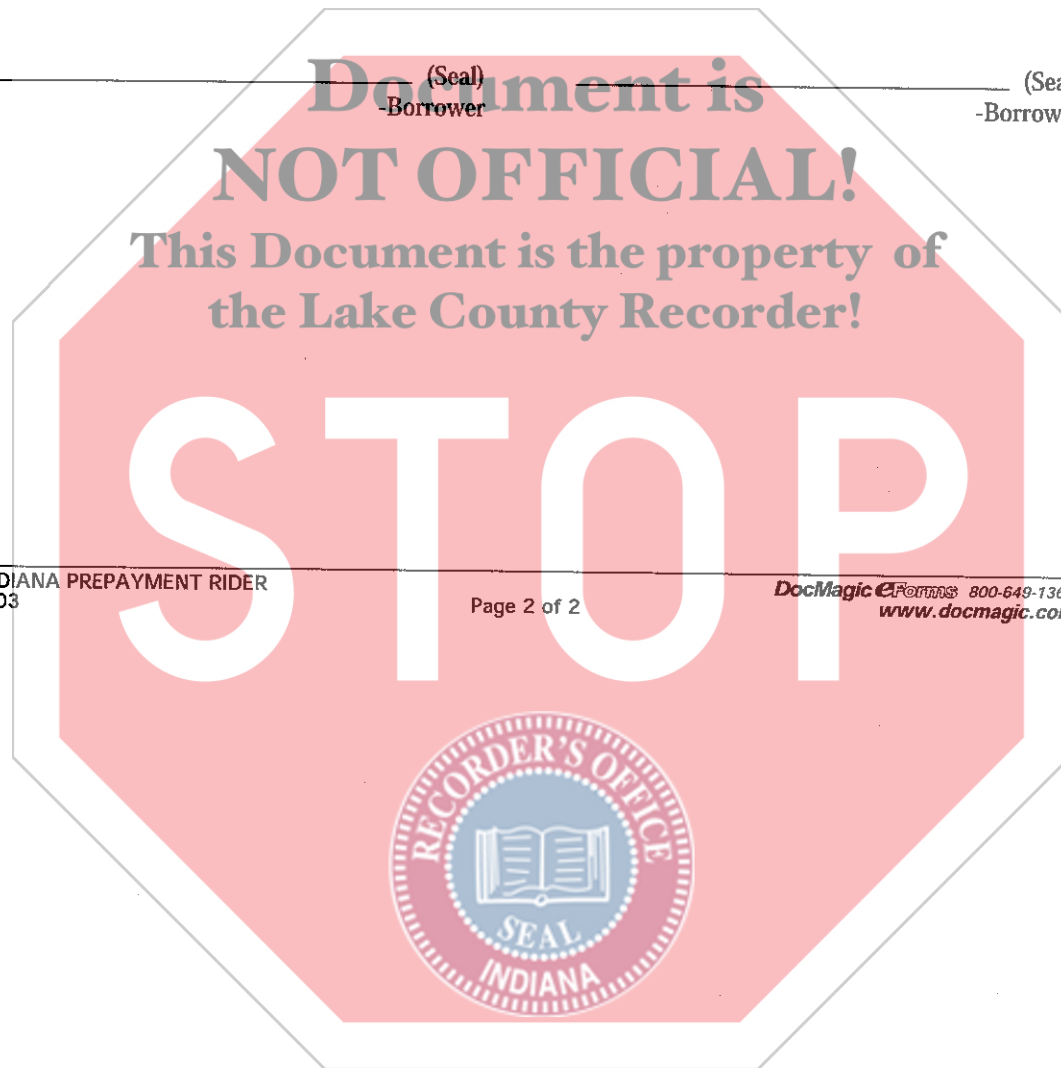 Document is
(Seal) (Sea
-Borrower -Borrow
NOT OFFICIAL!
This Document is the property of
the Lake County Recorder!
STOP
DIANA PREPAYMENT RIDER
03
Page 2 of 2
DocMagic eForms 800-649-136
www.docmagic.co
RECORDER'S OFFICE
SEAL
INDIANA